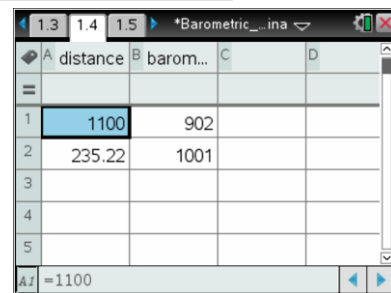 1.3 1.4 1.5 *Barometric_...ina
A distance B barom... C D
=
1 1100 902
2 235.22 1001
3
4
5
A1 =1100